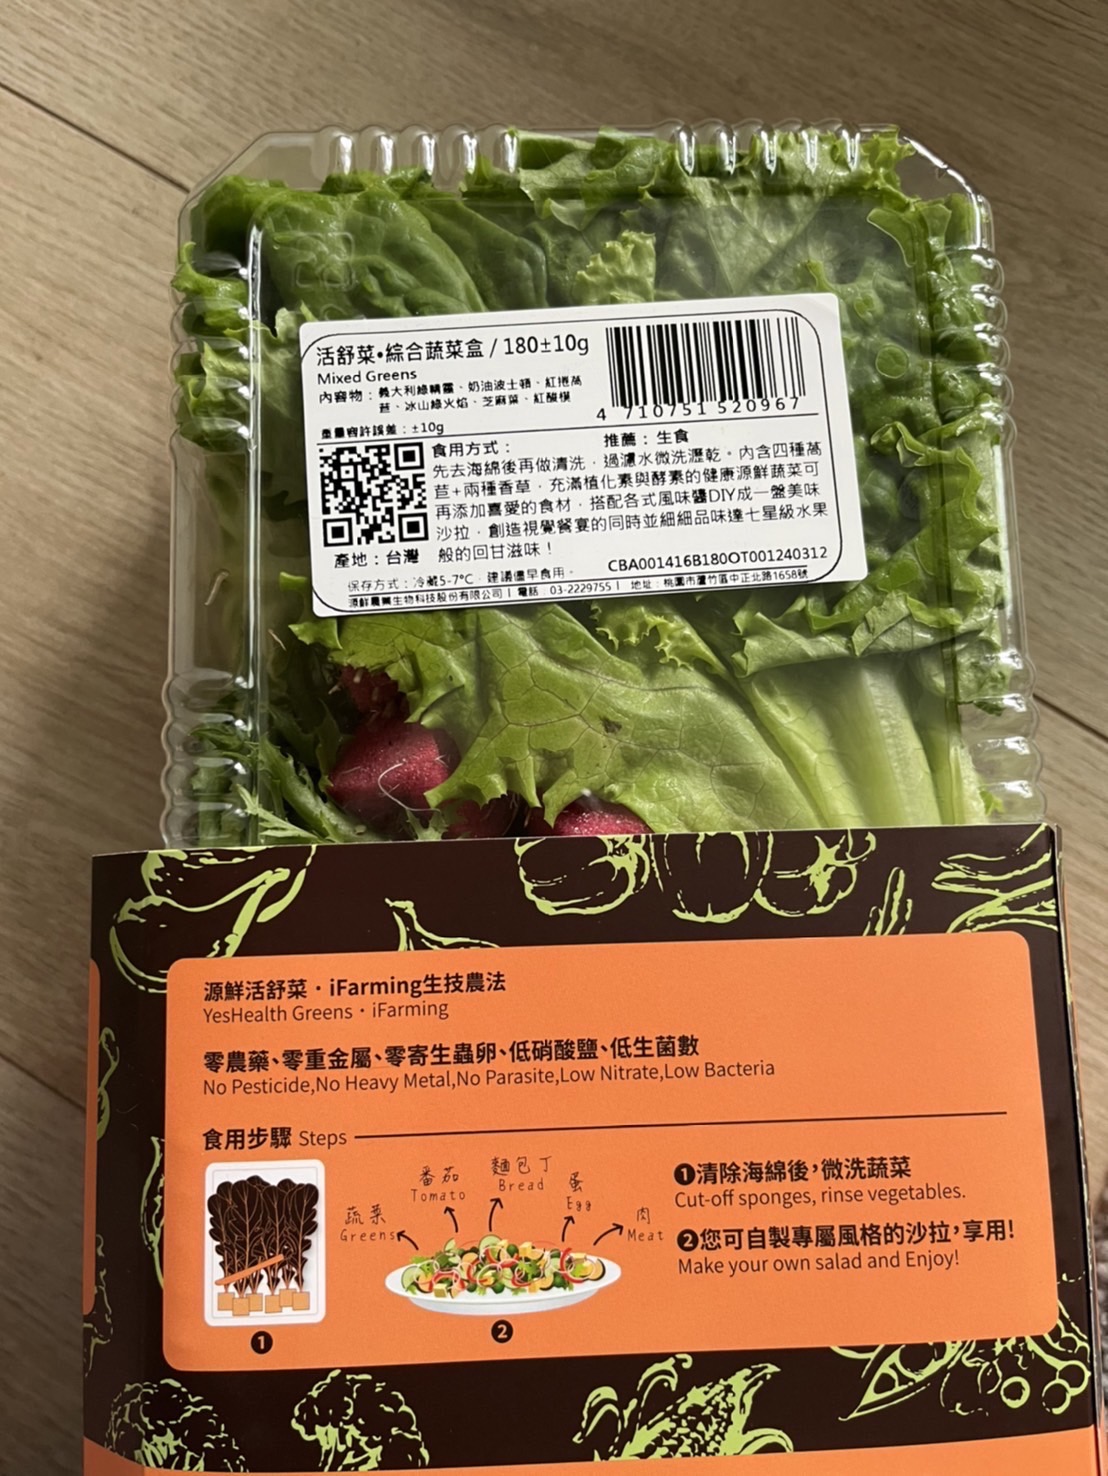 活舒菜•綜合蔬菜盒 / 180±10g
Mixed Greens
內容物：義大利綠精靈、奶油波士頓、紅捲萵
苣、冰山綠火焰、芝麻葉、紅酸模
重量容許誤差：±10g
4 710751 520967
食用方式： 推薦：生食
先去海綿後再做清洗，過濾水微洗瀝乾。內含四種萵
苣+兩種香草，充滿植化素與酵素的健康源鮮蔬菜可
再添加喜愛的食材，搭配各式風味醬DIY成一盤美味
沙拉，創造視覺餐宴的同時並細細品味達七星級水果
般的回甘滋味！
產地：台灣
CBA001416B180OT001240312
保存方式：冷藏5-7°C，建議儘早食用。
源鮮農業生物科技股份有限公司 | 電話：03-2229755 | 地址：桃園市蘆竹區中正北路1658號
源鮮活舒菜・iFarming生技農法
YesHealth Greens・iFarming
零農藥、零重金屬、零寄生蟲卵、低硝酸鹽、低生菌數
No Pesticide,No Heavy Metal,No Parasite,Low Nitrate,Low Bacteria
食用步驟 Steps
蔬菜
Greens
番茄
Tomato
麵包丁
Bread
蛋
Egg
肉
Meat
❶
❷
❶清除海綿後，微洗蔬菜
Cut-off sponges, rinse vegetables.
❷您可自製專屬風格的沙拉，享用!
Make your own salad and Enjoy!